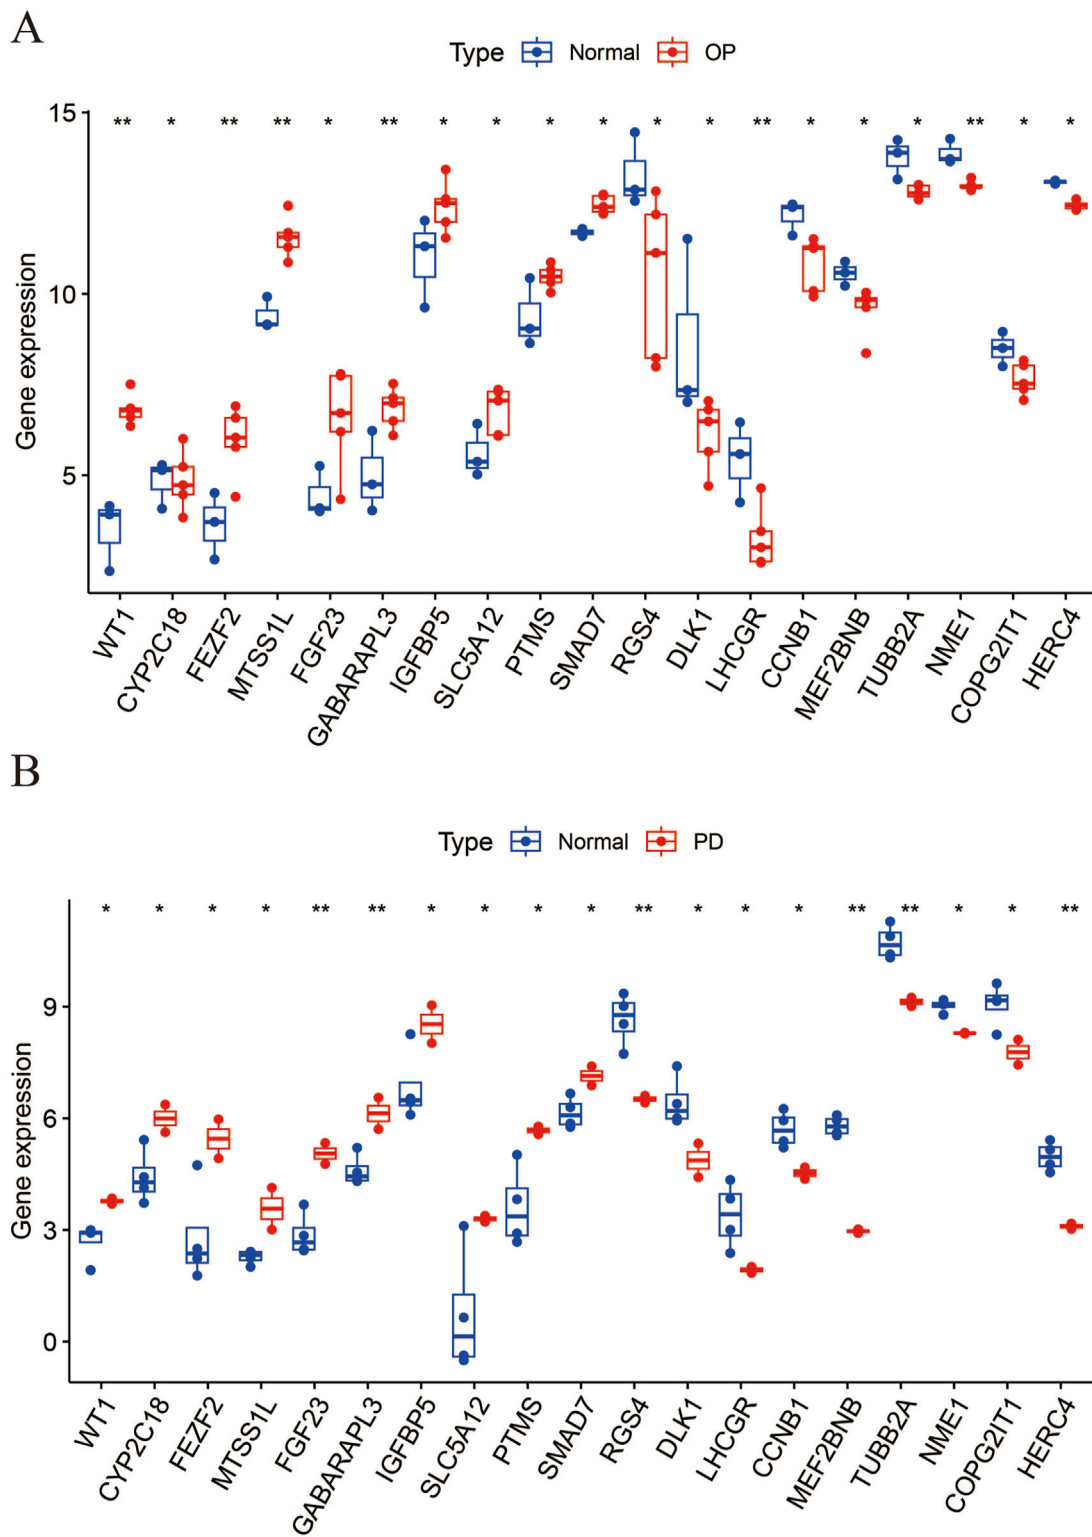 A
Type Normal OP
15
** * ** ** * ** * * * * * * ** * * * ** * *
10
5
Gene expression
WT1 CYP2C18 FEZF2 MTSS1L FGF23 GABARAPL3 IGFBP5 SLC5A12 PTMS SMAD7 RGS4 DLK1 LHCGR CCNB1 MEF2BNB TUBB2A NME1 COPG2IT1 HERC4
B
Type Normal PD
* * * * ** ** * * * * ** * * * ** ** * * **
9
6
3
0
Gene expression
WT1 CYP2C18 FEZF2 MTSS1L FGF23 GABARAPL3 IGFBP5 SLC5A12 PTMS SMAD7 RGS4 DLK1 LHCGR CCNB1 MEF2BNB TUBB2A NME1 COPG2IT1 HERC4